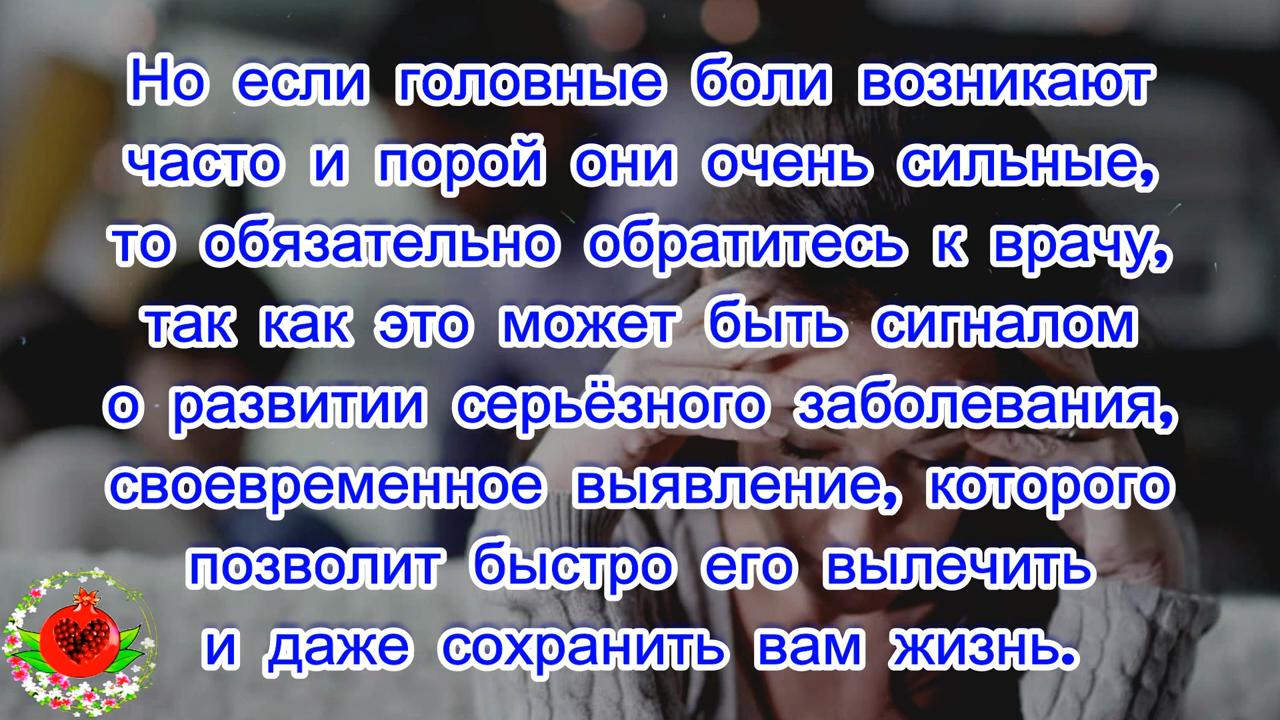 Но если головные боли возникают
часто и порой они очень сильные,
то обязательно обратитесь к врачу,
так как это может быть сигналом
о развитии серьёзного заболевания,
своевременное выявление, которого
позволит быстро его вылечить
и даже сохранить вам жизнь.